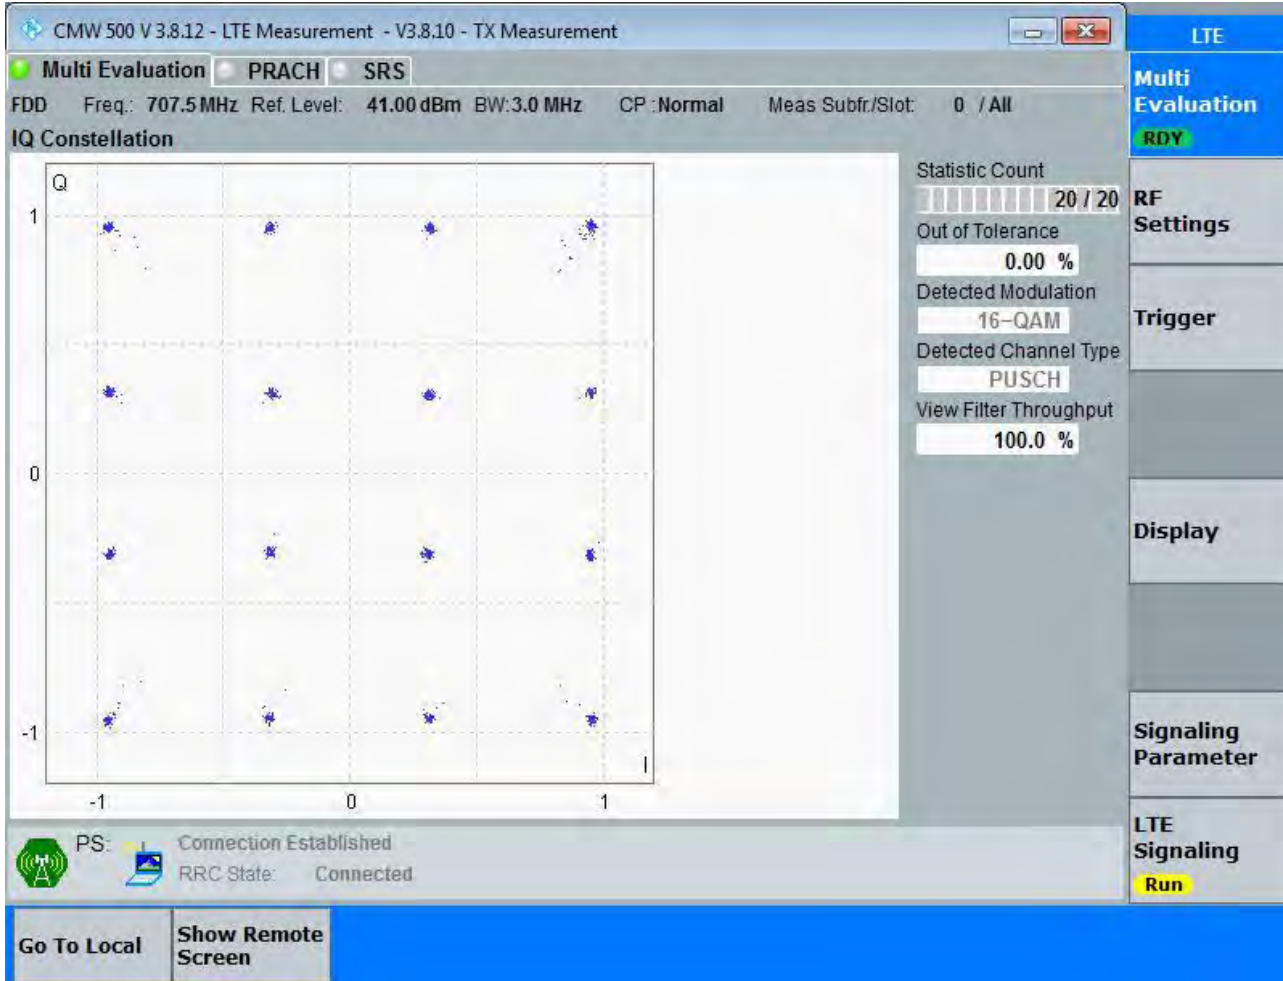 CMW 500 V 3.8.12 - LTE Measurement - V3.8.10 - TX Measurement
LTE
Multi Evaluation PRACH SRS
FDD Freq.: 707.5 MHz Ref. Level: 41.00 dBm BW: 3.0 MHz CP : Normal Meas Subfr./Slot: 0 / All
IQ Constellation
Q
1
0
-1
-1
0
1
I
Statistic Count
20 / 20
Out of Tolerance
0.00 %
Detected Modulation
16-QAM
Detected Channel Type
PUSCH
View Filter Throughput
100.0 %
Multi
Evaluation
RDY
RF
Settings
Trigger
Display
Signaling
Parameter
LTE
Signaling
Run
PS: Connection Established
RRC State: Connected
Go To Local
Show Remote
Screen